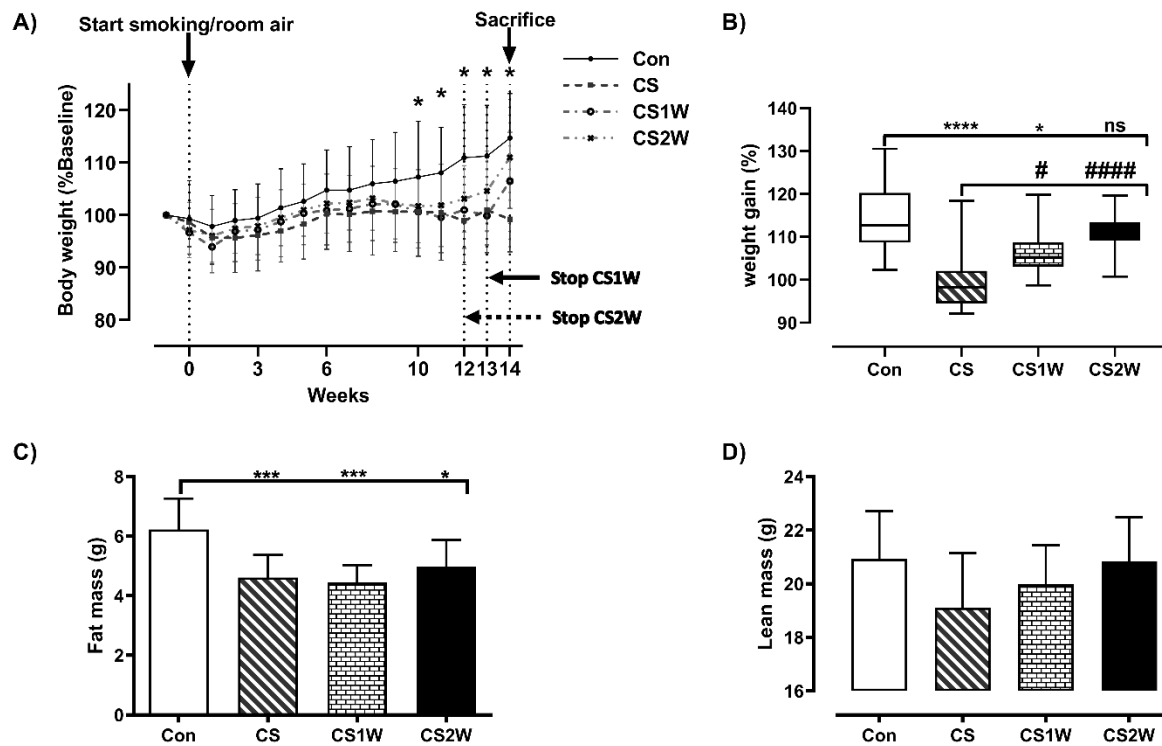 A)
Start smoking/room air
Sacrifice
Con
CS
CS1W
CS2W
* * * * *
Body weight (%Baseline)
120
110
100
90
80
Stop CS1W
Stop CS2W
0 3 6 10 12 13 14
Weeks
B)
weight gain (%)
140
130
120
110
100
90
**** * ns
# ####
Con CS CS1W CS2W
C)
Fat mass (g)
8
6
4
2
0
*** *** *
Con CS CS1W CS2W
D)
Lean mass (g)
24
22
20
18
16
Con CS CS1W CS2W